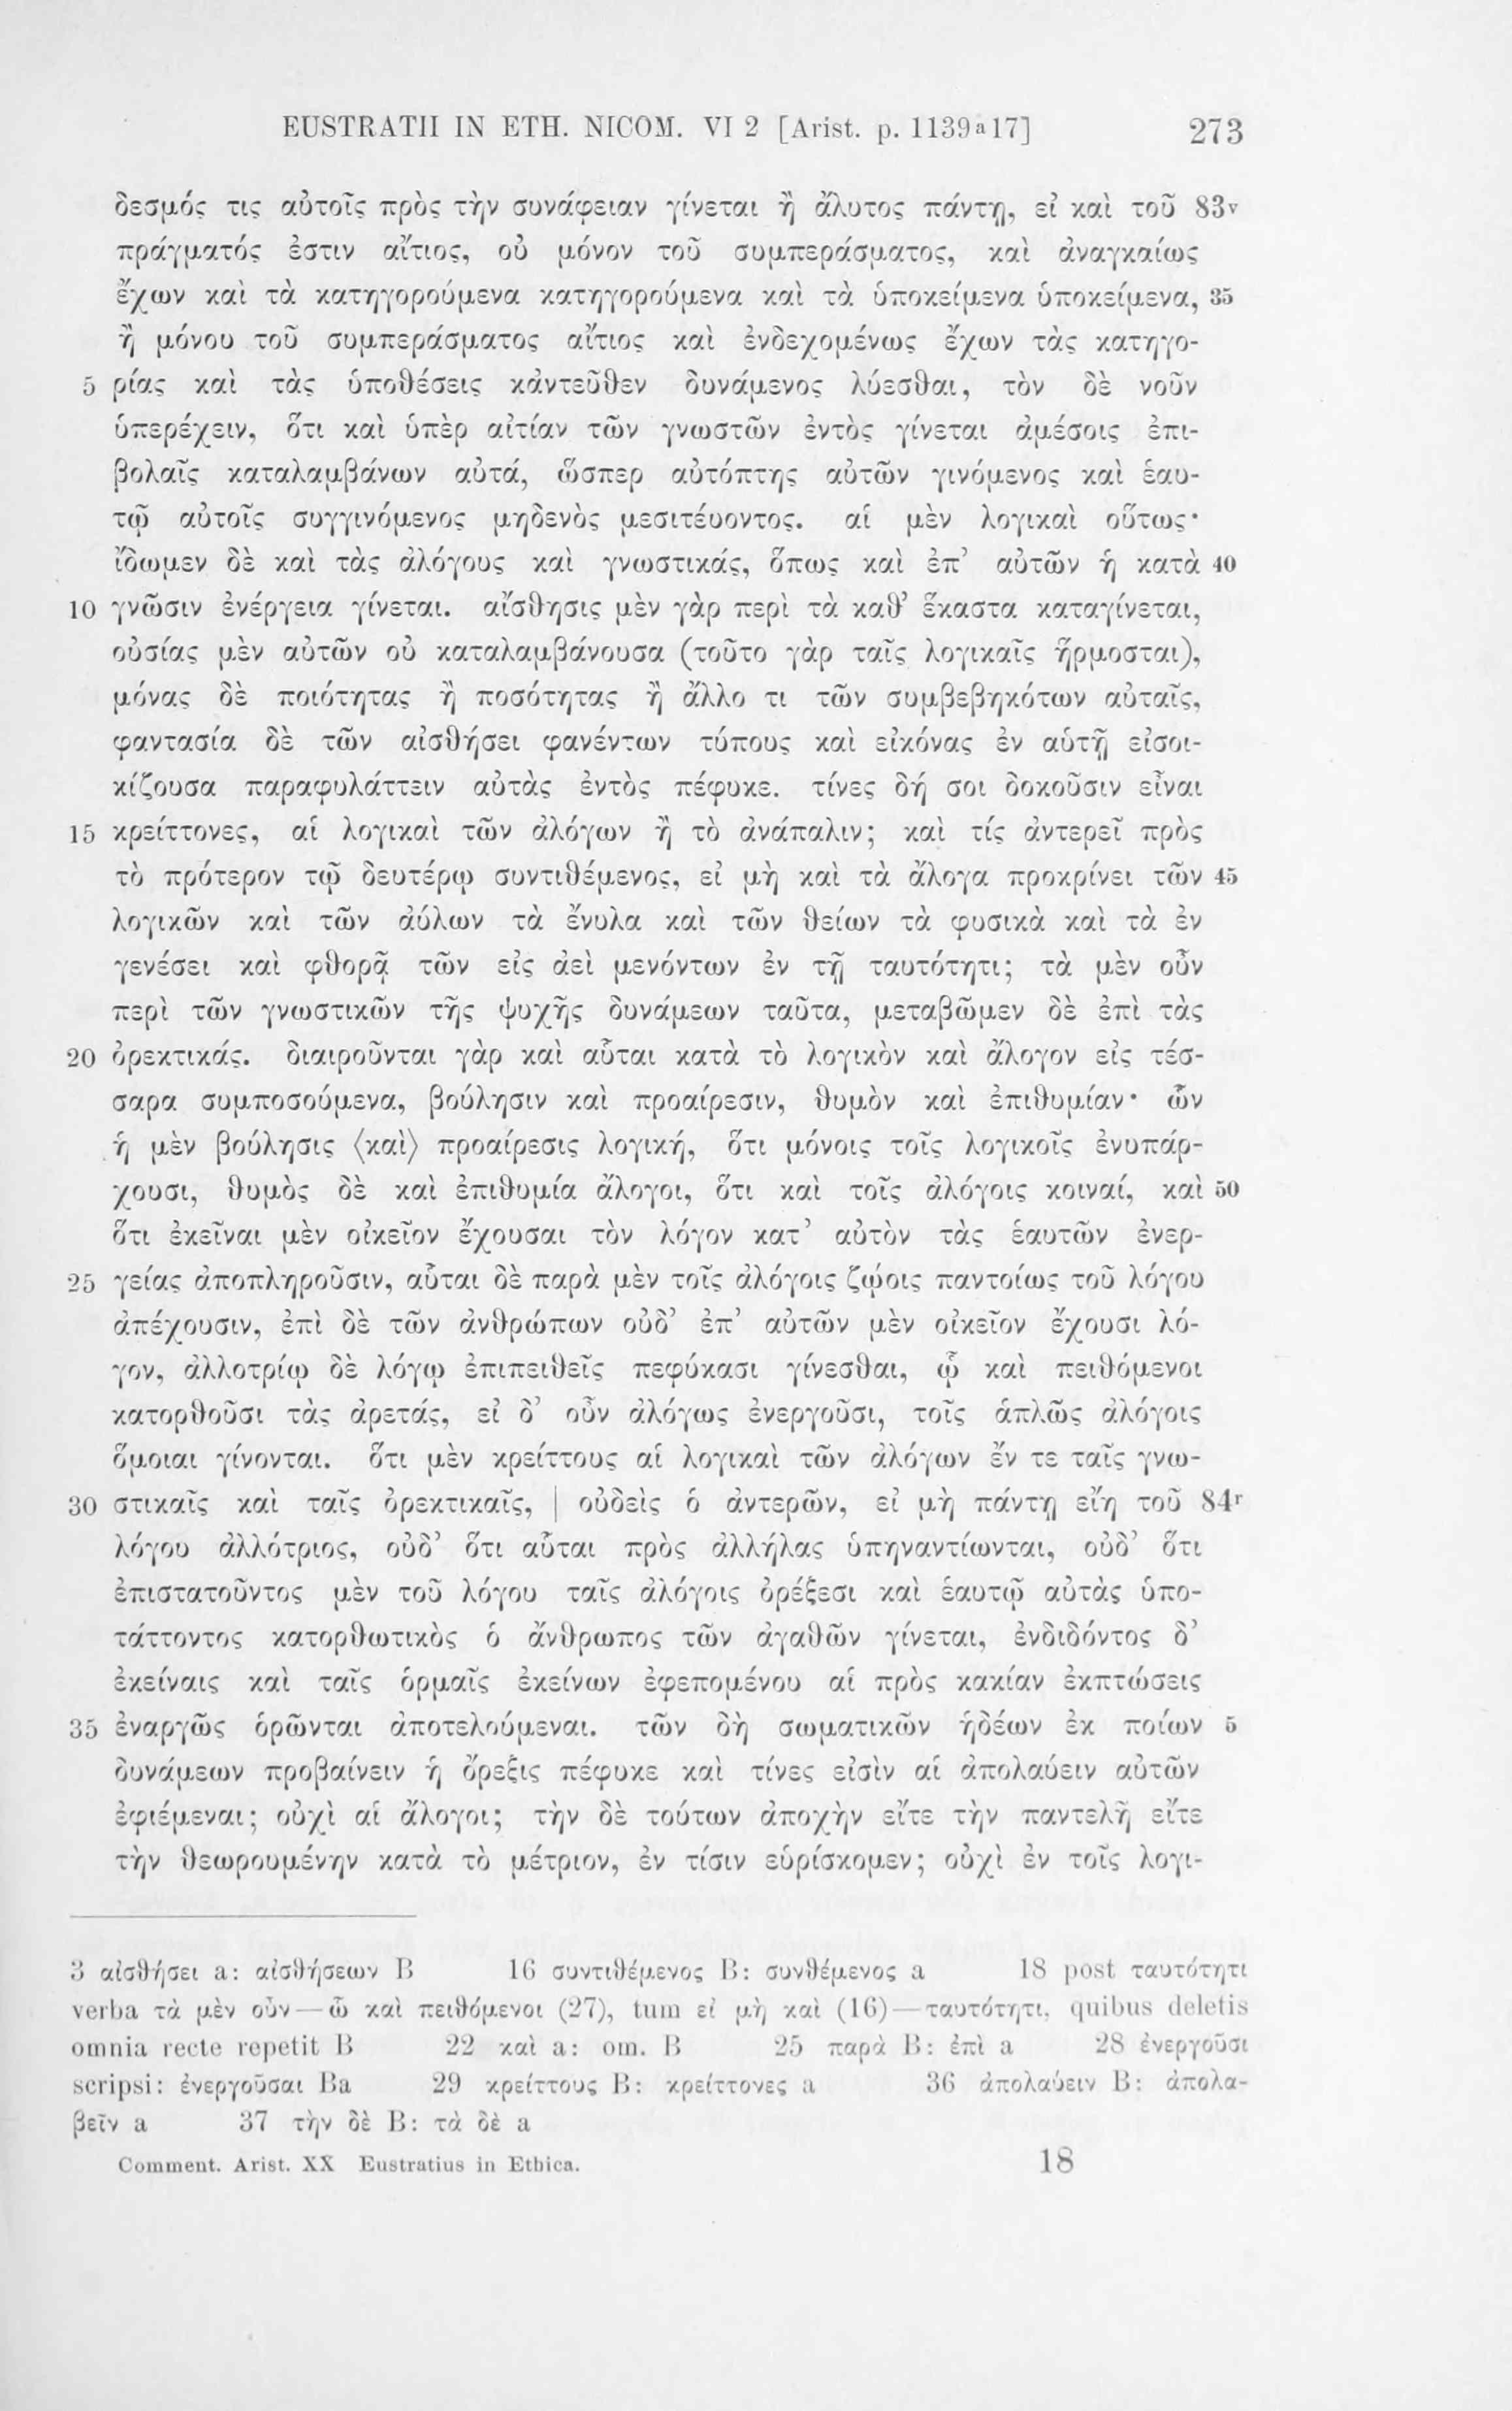 EUSTRATII IN ETH. NICOM. VI 2 [Arist. p. 1139ᵃ17] 273
δεσμός τις αὐτοῖς πρὸς τὴν συνάφειαν γίνεται ἢ ἄλυτος πάντῃ, εἰ καὶ τοῦ 83ᵛ
πράγματός ἐστιν αἴτιος, οὐ μόνον τοῦ συμπεράσματος, καὶ ἀναγκαίως
ἔχων καὶ τὰ κατηγορούμενα κατηγορούμενα καὶ τὰ ὑποκείμενα ὑποκείμενα, 35
ἢ μόνου τοῦ συμπεράσματος αἴτιος καὶ ἐνδεχομένως ἔχων τὰς κατηγο-
5 ρίας καὶ τὰς ὑποθέσεις κἀντεῦθεν δυνάμενος λύεσθαι, τὸν δὲ νοῦν
ὑπερέχειν, ὅτι καὶ ὑπὲρ αἰτίαν τῶν γνωστῶν ἐντὸς γίνεται ἀμέσοις ἐπι-
βολαῖς καταλαμβάνων αὐτά, ὥσπερ αὐτόπτης αὐτῶν γινόμενος καὶ ἑαυ-
τῷ αὐτοῖς συγγινόμενος μηδενὸς μεσιτέυοντος. αἱ μὲν λογικαὶ οὕτως·
ἴδωμεν δὲ καὶ τὰς ἀλόγους καὶ γνωστικάς, ὅπως καὶ ἐπ’ αὐτῶν ἡ κατὰ 40
10 γνῶσιν ἐνέργεια γίνεται. αἴσθησις μὲν γὰρ περὶ τὰ καθ’ ἕκαστα καταγίνεται,
οὐσίας μὲν αὐτῶν οὐ καταλαμβάνουσα (τοῦτο γὰρ ταῖς λογικαῖς ἥρμοσται),
μόνας δὲ ποιότητας ἢ ποσότητας ἢ ἄλλο τι τῶν συμβεβηκότων αὐταῖς,
φαντασία δὲ τῶν αἰσθήσει φανέντων τύπους καὶ εἰκόνας ἐν αὑτῇ εἰσοι-
κίζουσα παραφυλάττειν αὐτὰς ἐντὸς πέφυκε. τίνες δή σοι δοκοῦσιν εἶναι
15 κρείττονες, αἱ λογικαὶ τῶν ἀλόγων ἢ τὸ ἀνάπαλιν; καὶ τίς ἀντερεῖ πρὸς
τὸ πρότερον τῷ δευτέρῳ συντιθέμενος, εἰ μὴ καὶ τὰ ἄλογα προκρίνει τῶν 45
λογικῶν καὶ τῶν ἀύλων τὰ ἔνυλα καὶ τῶν θείων τὰ φυσικὰ καὶ τὰ ἐν
γενέσει καὶ φθορᾷ τῶν εἰς ἀεὶ μενόντων ἐν τῇ ταυτότητι; τὰ μὲν οὖν
περὶ τῶν γνωστικῶν τῆς ψυχῆς δυνάμεων ταῦτα, μεταβῶμεν δὲ ἐπὶ τὰς
20 ὀρεκτικάς. διαιροῦνται γὰρ καὶ αὗται κατὰ τὸ λογικὸν καὶ ἄλογον εἰς τέσ-
σαρα συμποσούμενα, βούλησιν καὶ προαίρεσιν, θυμὸν καὶ ἐπιθυμίαν· ὧν
ἡ μὲν βούλησις ⟨καὶ⟩ προαίρεσις λογική, ὅτι μόνοις τοῖς λογικοῖς ἐνυπάρ-
χουσι, θυμὸς δὲ καὶ ἐπιθυμία ἄλογοι, ὅτι καὶ τοῖς ἀλόγοις κοιναί, καὶ 50
ὅτι ἐκεῖναι μὲν οἰκεῖον ἔχουσαι τὸν λόγον κατ’ αὐτὸν τὰς ἑαυτῶν ἐνερ-
25 γείας ἀποπληροῦσιν, αὗται δὲ παρὰ μὲν τοῖς ἀλόγοις ζῴοις παντοίως τοῦ λόγου
ἀπέχουσιν, ἐπὶ δὲ τῶν ἀνθρώπων οὐδ’ ἐπ’ αὐτῶν μὲν οἰκεῖον ἔχουσι λό-
γον, ἀλλοτρίῳ δὲ λόγῳ ἐπιπειθεῖς πεφύκασι γίνεσθαι, ᾧ καὶ πειθόμενοι
κατορθοῦσι τὰς ἀρετάς, εἰ δ’ οὖν ἀλόγως ἐνεργοῦσι, τοῖς ἁπλῶς ἀλόγοις
ὅμοιαι γίνονται. ὅτι μὲν κρείττους αἱ λογικαὶ τῶν ἀλόγων ἔν τε ταῖς γνω-
30 στικαῖς καὶ ταῖς ὀρεκτικαῖς, | οὐδεὶς ὁ ἀντερῶν, εἰ μὴ πάντῃ εἴη τοῦ 84ʳ
λόγου ἀλλότριος, οὐδ’ ὅτι αὗται πρὸς ἀλλήλας ὑπηναντίωνται, οὐδ’ ὅτι
ἐπιστατοῦντος μὲν τοῦ λόγου ταῖς ἀλόγοις ὀρέξεσι καὶ ἑαυτῷ αὐτὰς ὑπο-
τάττοντος κατορθωτικὸς ὁ ἄνθρωπος τῶν ἀγαθῶν γίνεται, ἐνδιδόντος δ’
ἐκείναις καὶ ταῖς ὁρμαῖς ἐκείνων ἐφεπομένου αἱ πρὸς κακίαν ἐκπτώσεις
35 ἐναργῶς ὁρῶνται ἀποτελούμεναι. τῶν δὴ σωματικῶν ἡδέων ἐκ ποίων 5
δυνάμεων προβαίνειν ἡ ὄρεξις πέφυκε καὶ τίνες εἰσὶν αἱ ἀπολαύειν αὐτῶν
ἐφιέμεναι; οὐχὶ αἱ ἄλογοι; τὴν δὲ τούτων ἀποχὴν εἴτε τὴν παντελῆ εἴτε
τὴν θεωρουμένην κατὰ τὸ μέτριον, ἐν τίσιν εὑρίσκομεν; οὐχὶ ἐν τοῖς λογι-
3 αἰσθήσει a: αἰσθήσεων B 16 συντιθέμενος B: συνθέμενος a 18 post ταυτότητι
verba τὰ μὲν οὖν — ᾧ καὶ πειθόμενοι (27), tum εἰ μὴ καὶ (16) — ταυτότητι, quibus deletis
omnia recte repetit B 22 καὶ a: om. B 25 παρὰ B: ἐπὶ a 28 ἐνεργοῦσι
scripsi: ἐνεργοῦσαι Ba 29 κρείττους B: κρείττονες a 36 ἀπολαύειν B: ἀπολα-
βεῖν a 37 τὴν δὲ B: τὰ δὲ a
Comment. Arist. XX Eustratius in Ethica. 18